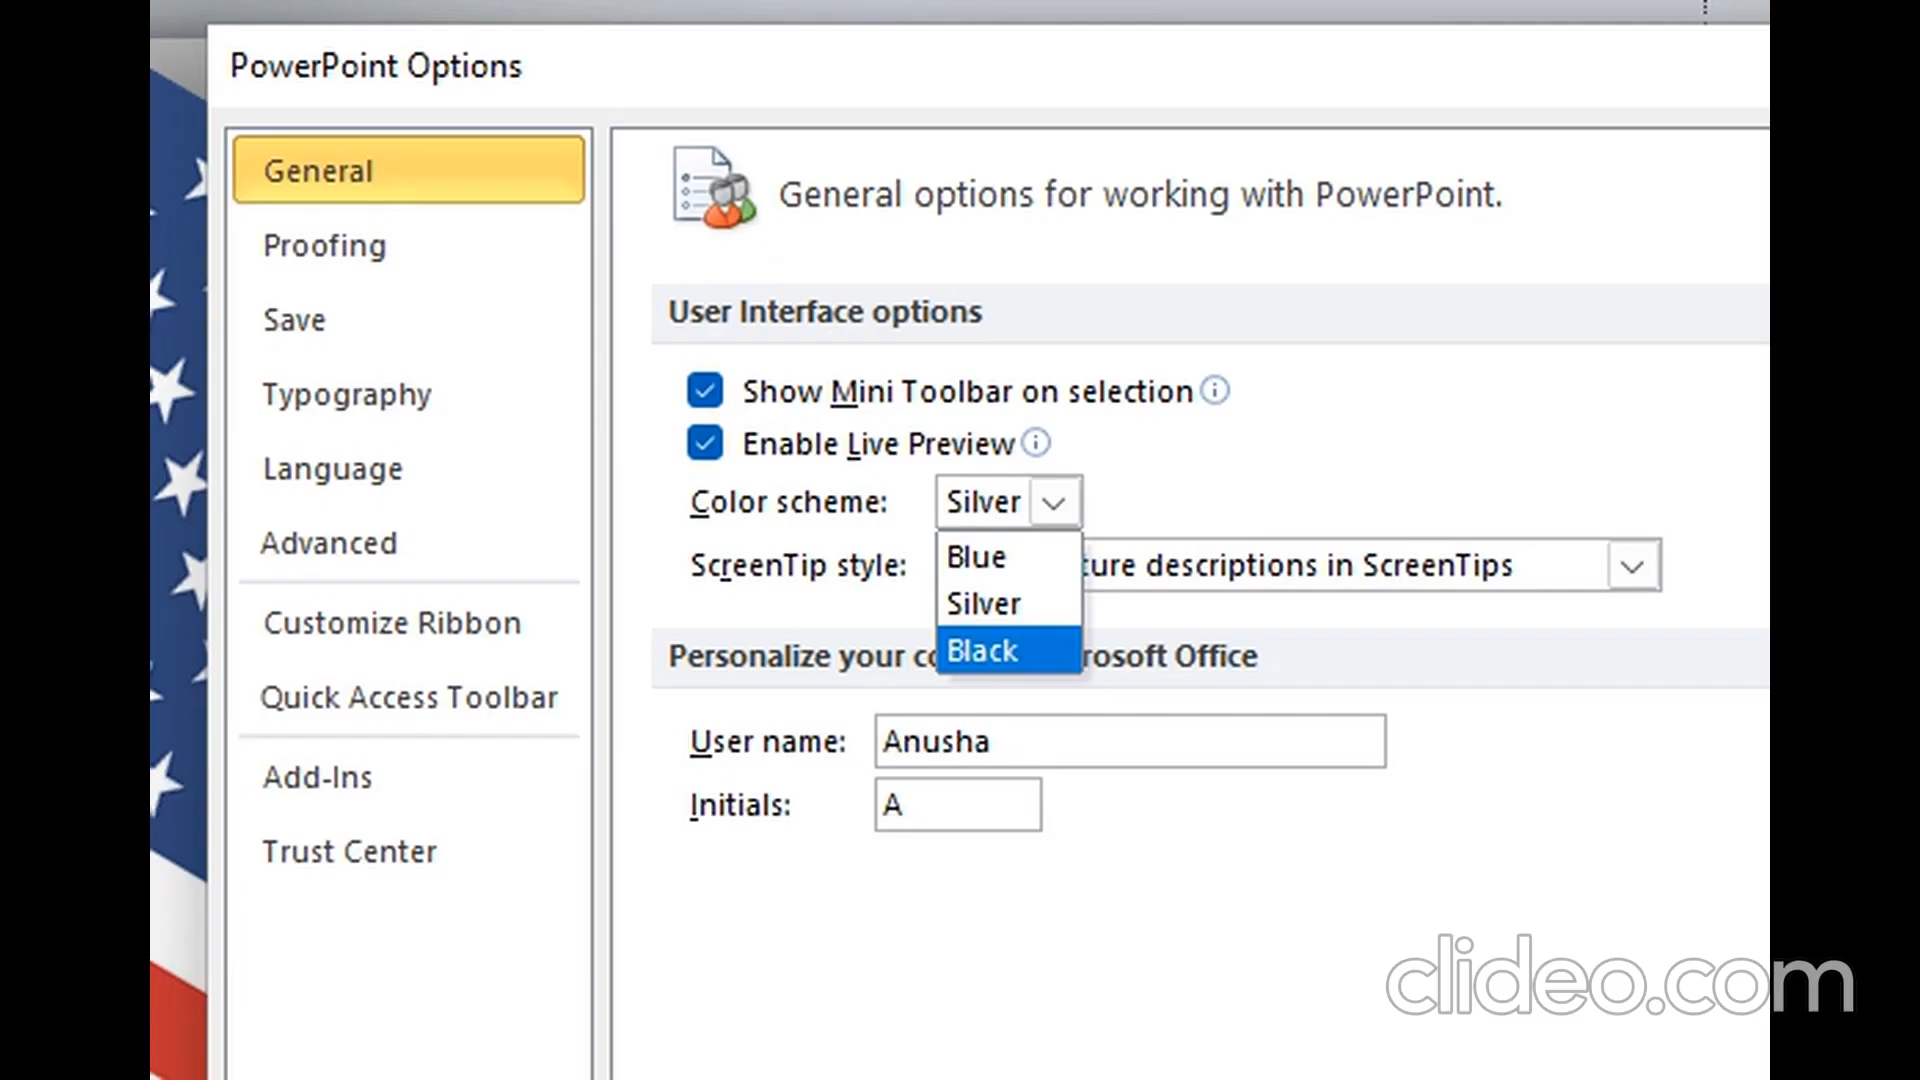 PowerPoint Options
General
Proofing
Save
Typography
Language
Advanced
Customize Ribbon
Quick Access Toolbar
Add-Ins
Trust Center
General options for working with PowerPoint.
User Interface options
Show Mini Toolbar on selection
Enable Live Preview
Color scheme: Silver
Blue
Silver
Black
ScreenTip style: ture descriptions in ScreenTips
Personalize your co rosoft Office
User name: Anusha
Initials: A
clideo.com